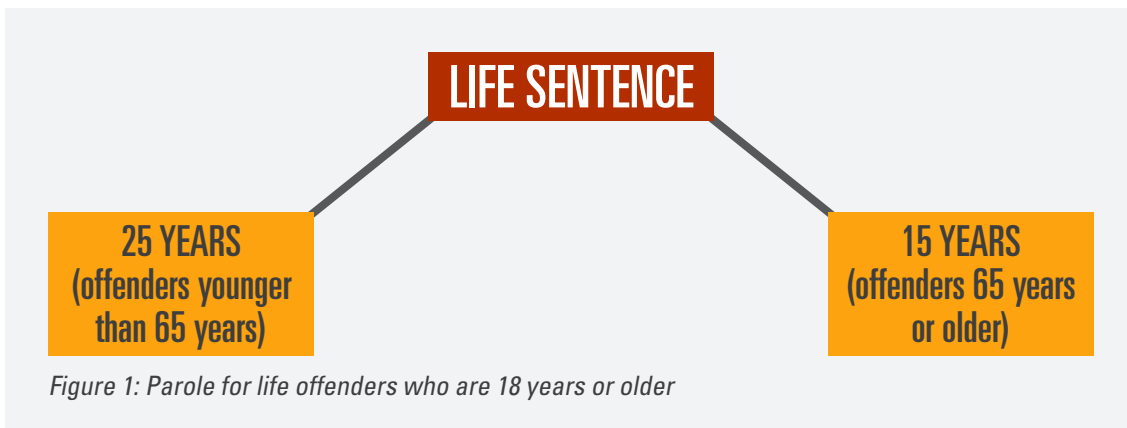 LIFE SENTENCE
25 YEARS
(offenders younger
than 65 years)
15 YEARS
(offenders 65 years
or older)
Figure 1: Parole for life offenders who are 18 years or older